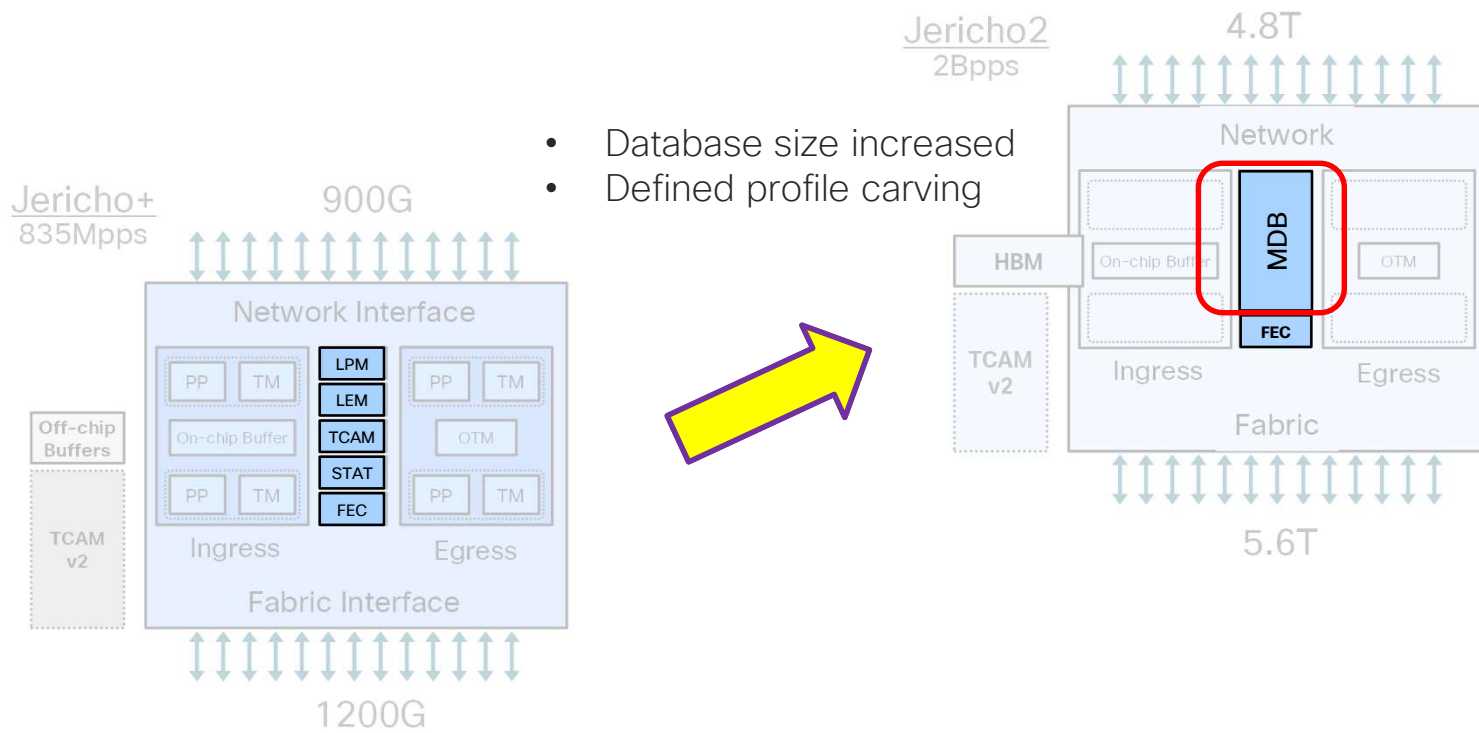 Jericho2
2Bpps
4.8T
• Database size increased
• Defined profile carving
Network
MDB
HBM
On-chip Buffer
OTM
FEC
TCAM
v2
Ingress
Egress
Fabric
5.6T
Jericho+
835Mpps
900G
Network Interface
PP
TM
LPM
PP
TM
LEM
Off-chip
Buffers
On-chip Buffer
TCAM
OTM
STAT
PP
TM
FEC
PP
TM
TCAM
v2
Ingress
Egress
Fabric Interface
1200G